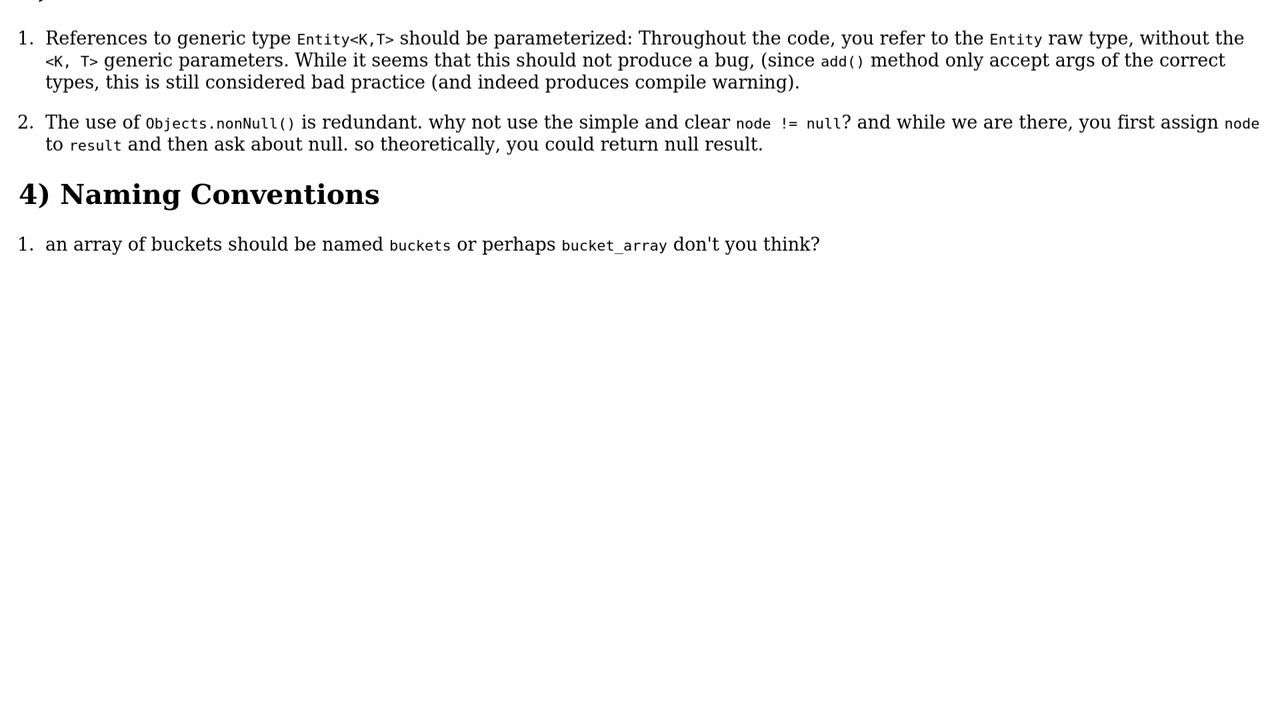 1. References to generic type Entity<K,T> should be parameterized: Throughout the code, you refer to the Entity raw type, without the
<K, T> generic parameters. While it seems that this should not produce a bug, (since add() method only accept args of the correct
types, this is still considered bad practice (and indeed produces compile warning).
2. The use of Objects.nonNull() is redundant. why not use the simple and clear node != null? and while we are there, you first assign node
to result and then ask about null. so theoretically, you could return null result.
4) Naming Conventions
1. an array of buckets should be named buckets or perhaps bucket_array don't you think?